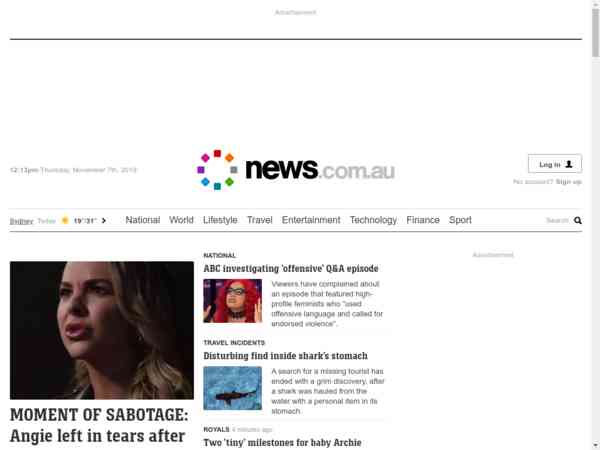 Advertisement
12:13pm Thursday, November 7th, 2019
news.com.au
Log in
No account? Sign up
Sydney Today 19°/31°
National World Lifestyle Travel Entertainment Technology Finance Sport
Search
MOMENT OF SABOTAGE:
Angie left in tears after
NATIONAL
ABC investigating 'offensive' Q&A episode
Viewers have complained about
an episode that featured high-
profile feminists who "used
offensive language and called for
endorsed violence".
TRAVEL INCIDENTS
Disturbing find inside shark's stomach
A search for a missing tourist has
ended with a grim discovery, after
a shark was hauled from the
water with a personal item in its
stomach
ROYALS 4 minutes ago
Two 'tiny' milestones for baby Archie
Advertisement